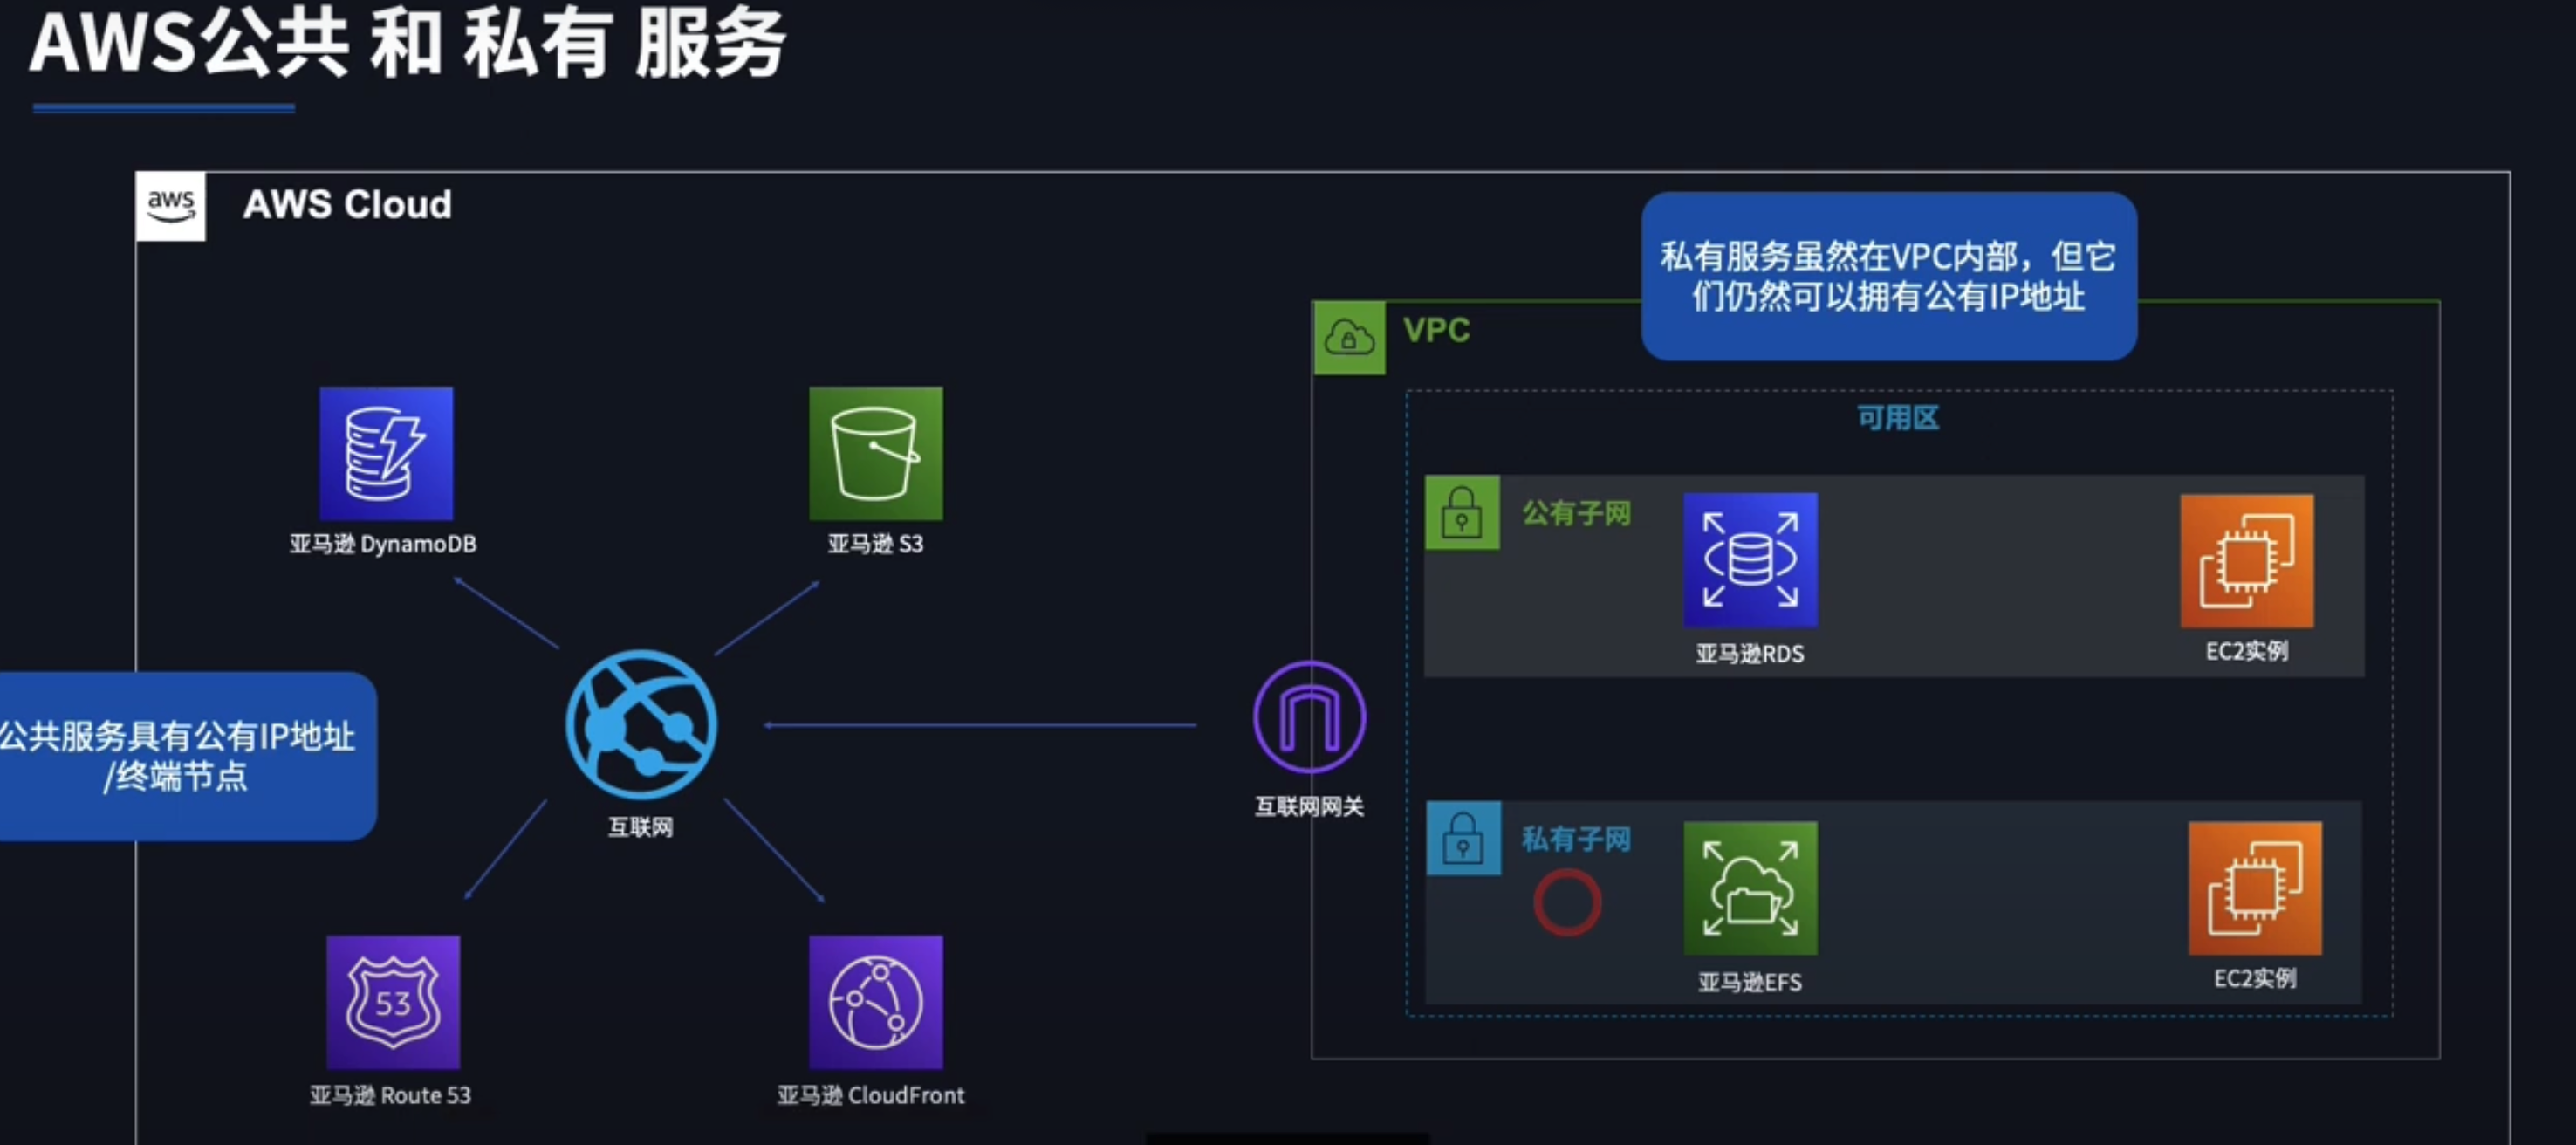 AWS公共 和 私有 服务
aws
AWS Cloud
私有服务虽然在VPC内部，但它
们仍然可以拥有公有IP地址
VPC
可用区
亚马逊 DynamoDB
亚马逊 S3
公有子网
亚马逊RDS
EC2实例
公共服务具有公有IP地址
/终端节点
互联网
互联网网关
私有子网
亚马逊EFS
EC2实例
53
亚马逊 Route 53
亚马逊 CloudFront